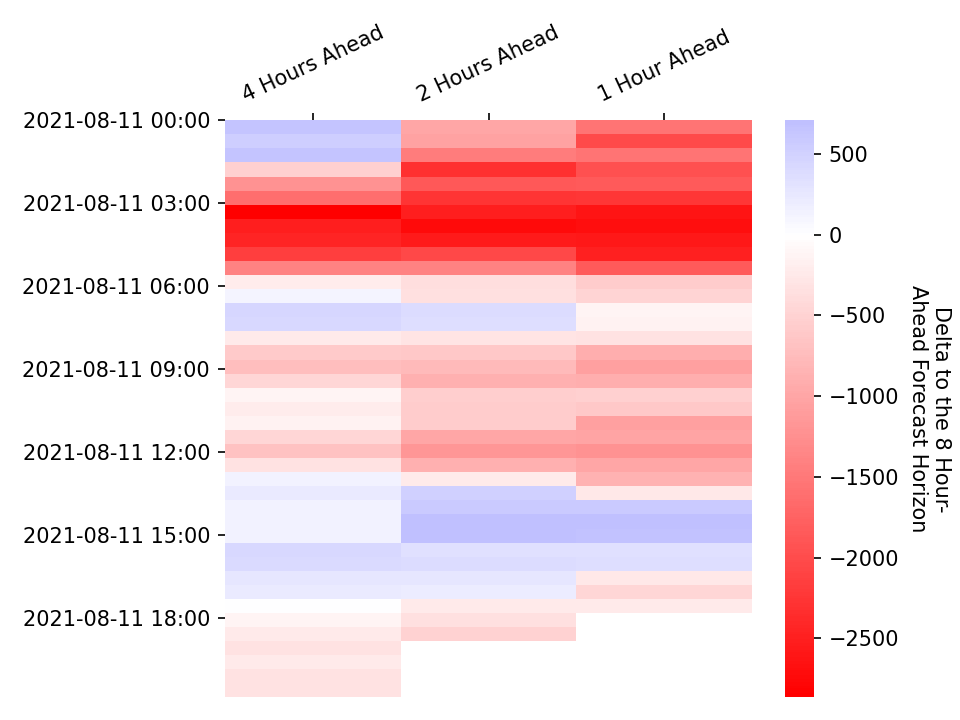 4 Hours Ahead
2 Hours Ahead
1 Hour Ahead
2021-08-11 00:00
2021-08-11 03:00
2021-08-11 06:00
2021-08-11 09:00
2021-08-11 12:00
2021-08-11 15:00
2021-08-11 18:00
500
0
−500
−1000
−1500
−2000
−2500
Delta to the 8 Hour-
Ahead Forecast Horizon